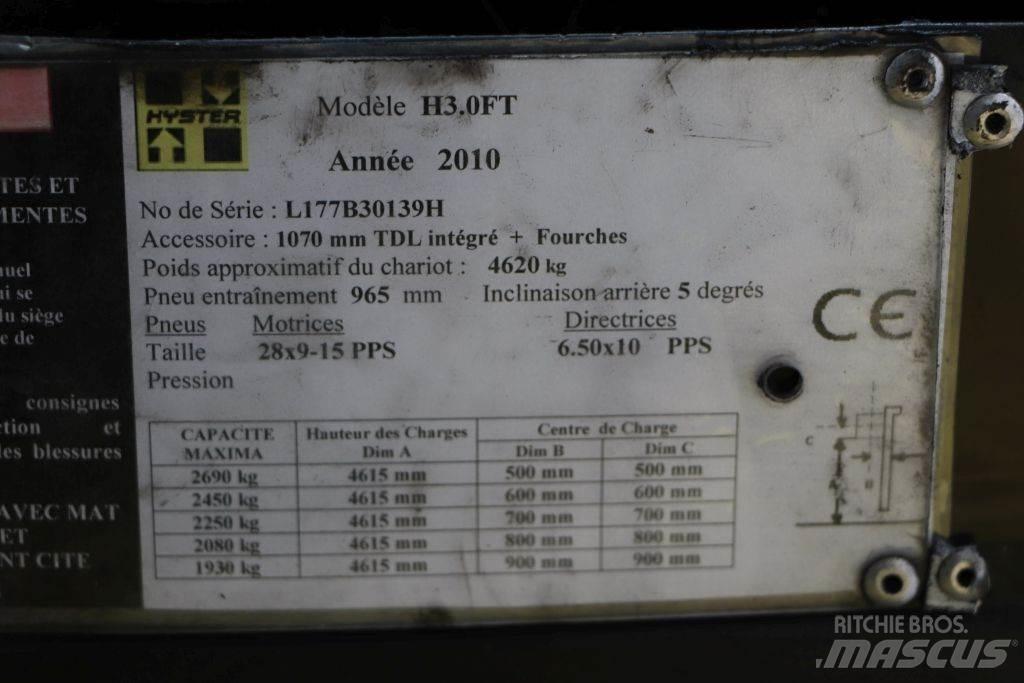 TES ET
MENTES
nuel
ui se
du siège
e de
consignes
ction et
des blessures
AVEC MAT
ET
NT CITE
HYSTER
Modèle H3.0FT
Année 2010
No de Série : L177B30139H
Accessoire : 1070 mm TDL intégré + Fourches
Poids approximatif du chariot : 4620 kg
Pneu entraînement 965 mm Inclinaison arrière 5 degrés
Pneus Motrices Directrices
Taille 28x9-15 PPS 6.50x10 PPS
Pression
CE
CAPACITE MAXIMA Hauteur des Charges Dim A Centre de Charge
Dim B Dim C
2690 kg 4615 mm 500 mm 500 mm
2450 kg 4615 mm 600 mm 600 mm
2250 kg 4615 mm 700 mm 700 mm
2080 kg 4615 mm 800 mm 800 mm
1930 kg 4615 mm 900 mm 900 mm
C
A
B
RITCHIE BROS.
MASCUS